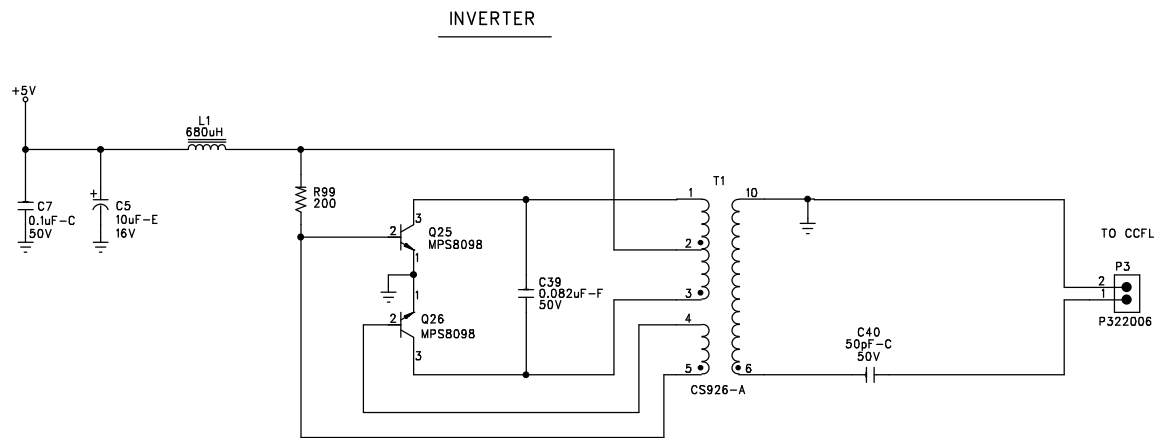 INVERTER
+5V
L1
680uH
C7
0.1uF-C
50V
C5
+
10uF-E
16V
R99
200
3
2
Q25
MPS8098
1
1
2
Q26
MPS8098
3
C39
0.082uF-F
50V
T1
1
10
2
3
4
5
6
CS926-A
C40
50pF-C
50V
TO CCFL
P3
2
1
P322006